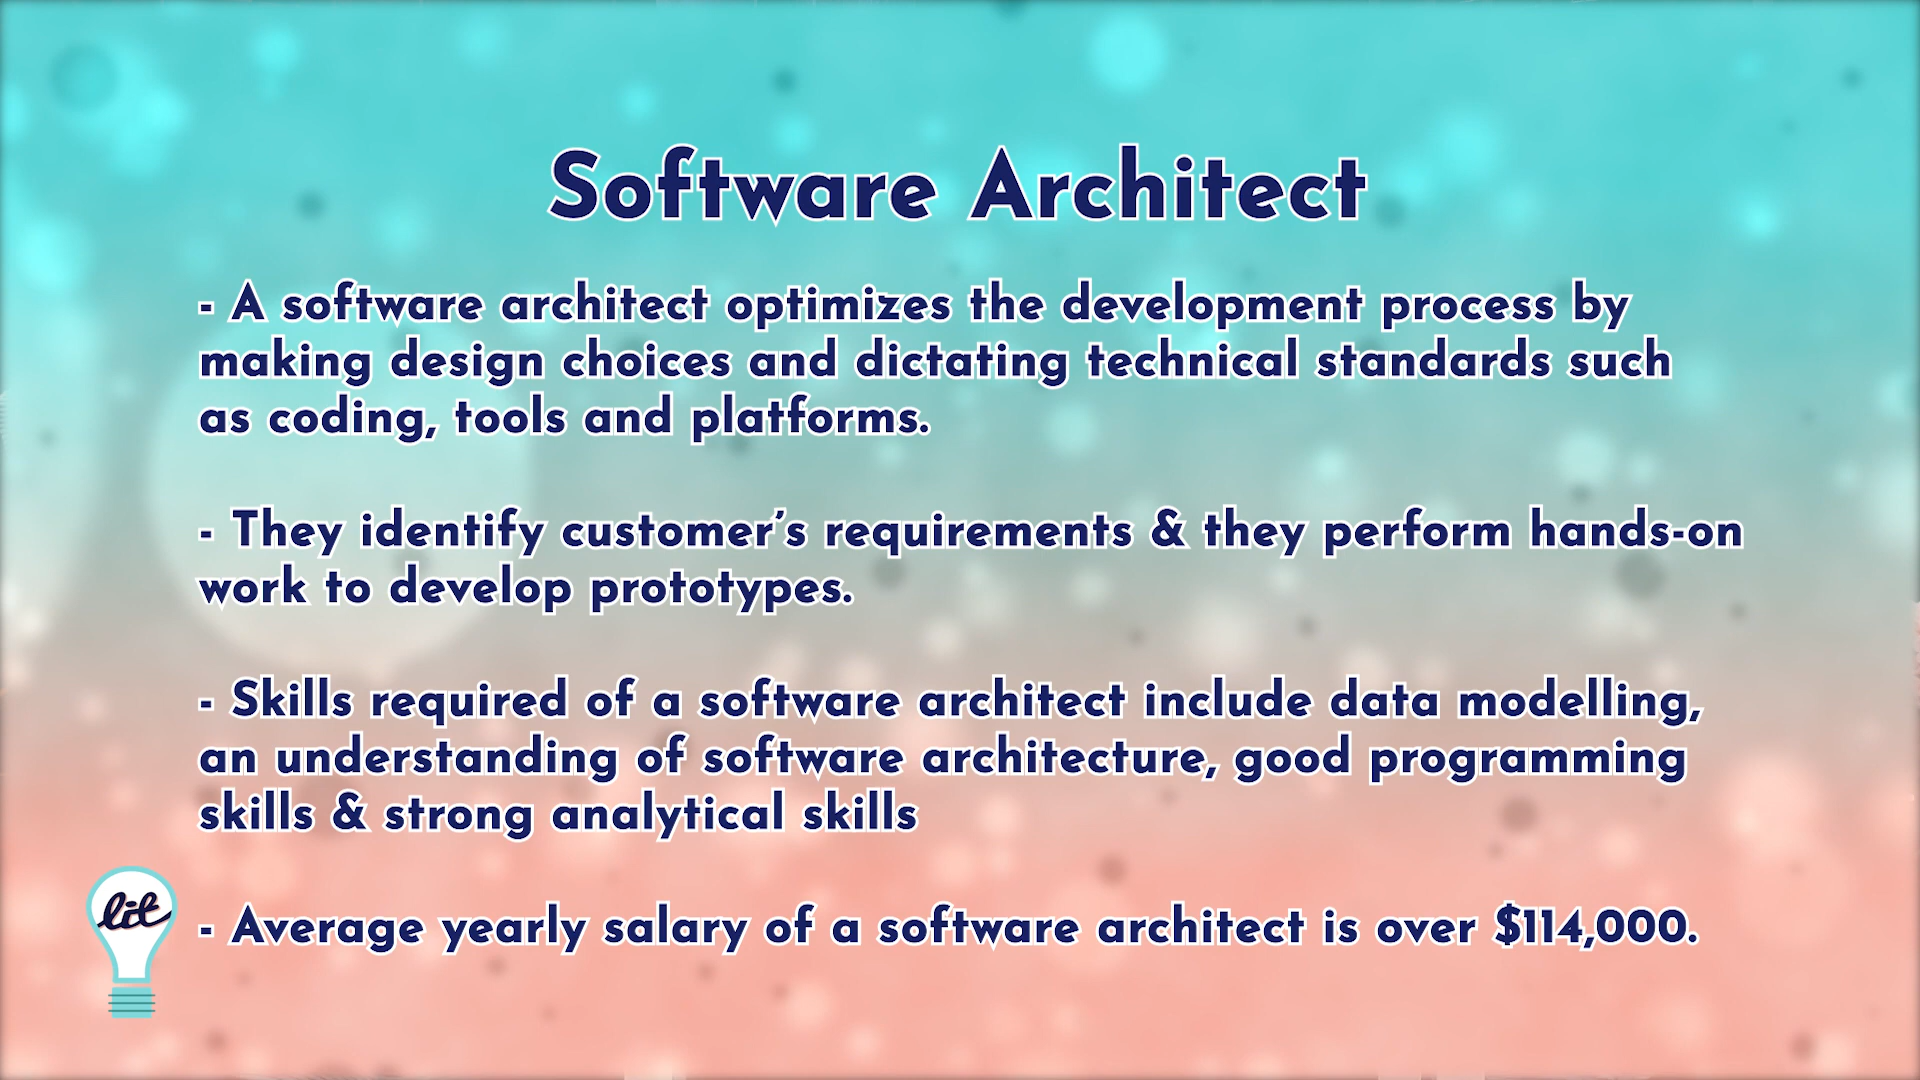 Software Architect
- A software architect optimizes the development process by
making design choices and dictating technical standards such
as coding, tools and platforms.
- They identify customer’s requirements & they perform hands-on
work to develop prototypes.
- Skills required of a software architect include data modelling,
an understanding of software architecture, good programming
skills & strong analytical skills
lit
- Average yearly salary of a software architect is over $114,000.